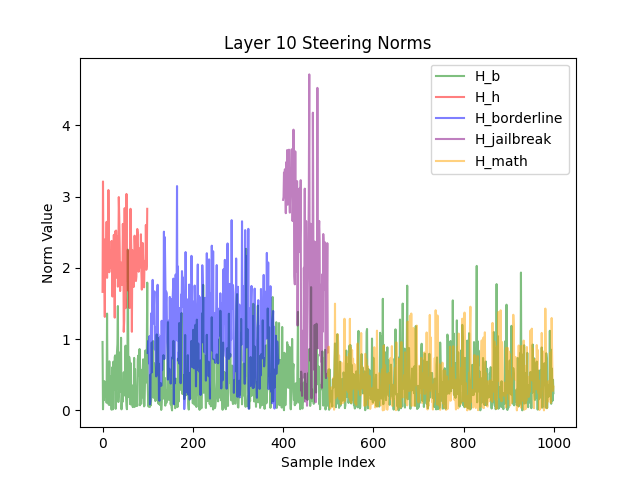 Layer 10 Steering Norms
H_b
H_h
H_borderline
H_jailbreak
H_math
Norm Value
4
3
2
1
0
0 200 400 600 800 1000
Sample Index